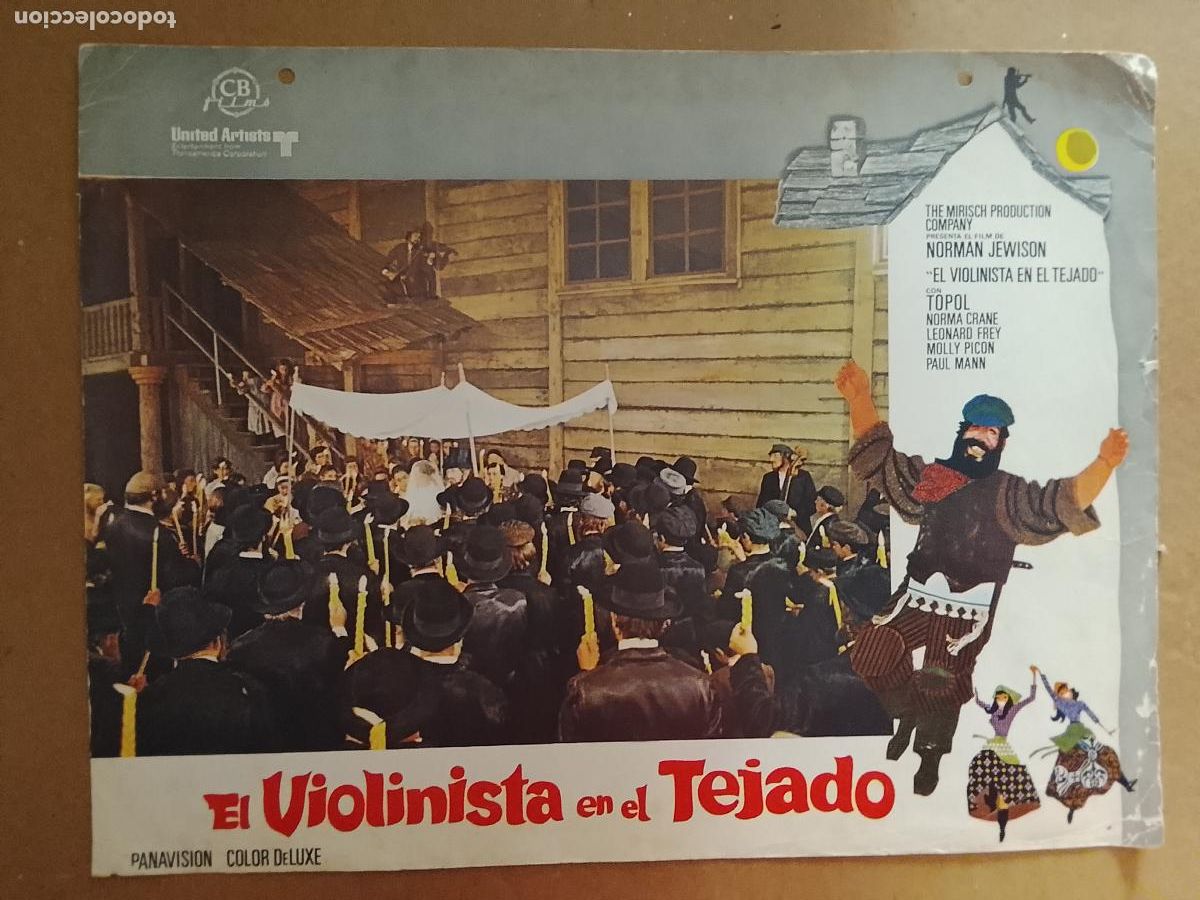 todocoleccion
CB
films
United Artists
Entertainment from
Transamerica Corporation
THE MIRISCH PRODUCTION
COMPANY
PRESENTA EL FILM DE
NORMAN JEWISON
"EL VIOLINISTA EN EL TEJADO"
CON
TOPOL
NORMA CRANE
LEONARD FREY
MOLLY PICON
PAUL MANN
El Violinista en el Tejado
PANAVISION COLOR DeLUXE